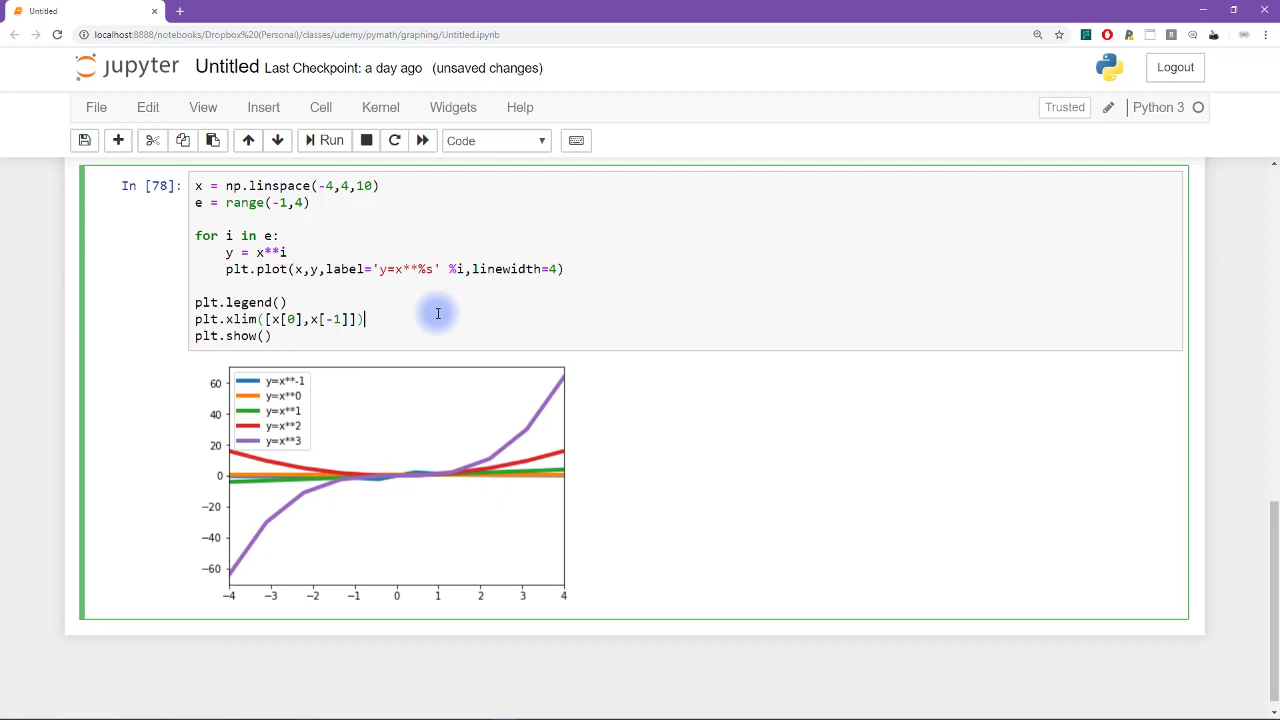 Untitled
localhost:8888/notebooks/Dropbox%20(Personal)/classes/udemy/pymath/graphing/Untitled.ipynb
jupyter Untitled Last Checkpoint: a day ago (unsaved changes)
Logout
File Edit View Insert Cell Kernel Widgets Help
Trusted Python 3
Run Code
In [78]: x = np.linspace(-4,4,10)
e = range(-1,4)
for i in e:
y = x**i
plt.plot(x,y,label='y=x**%s' %i,linewidth=4)
plt.legend()
plt.xlim([x[0],x[-1]])
plt.show()
y=x**-1
y=x**0
y=x**1
y=x**2
y=x**3
60
40
20
0
−20
−40
−60
−4 −3 −2 −1 0 1 2 3 4